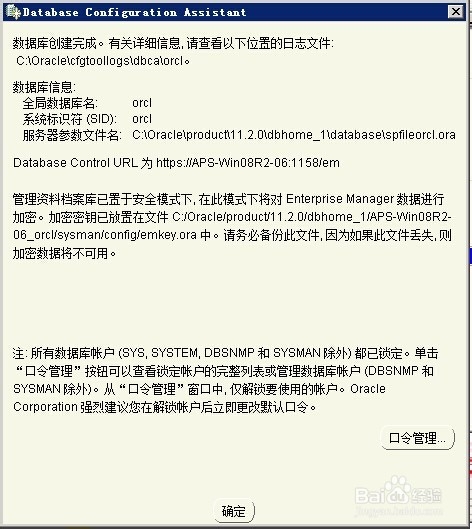 Database Configuration Assistant
数据库创建完成。有关详细信息, 请查看以下位置的日志文件:
C:\Oracle\cfgtoollogs\dbca\orcl。
数据库信息:
全局数据库名: orcl
系统标识符 (SID): orcl
服务器参数文件名: C:\Oracle\product\11.2.0\dbhome_1\database\spfileorcl.ora
Database Control URL 为 https://APS-Win08R2-06:1158/em
管理资料档案库已置于安全模式下, 在此模式下将对 Enterprise Manager 数据进行
加密。加密密钥已放置在文件 C:/Oracle/product/11.2.0/dbhome_1/APS-Win08R2-
06_orcl/sysman/config/emkey.ora 中。请务必备份此文件, 因为如果此文件丢失, 则
加密数据将不可用。
注: 所有数据库帐户 (SYS, SYSTEM, DBSNMP 和 SYSMAN 除外) 都已锁定。单击
“口令管理”按钮可以查看锁定帐户的完整列表或管理数据库帐户 (DBSNMP 和
SYSMAN 除外)。从“口令管理”窗口中, 仅解锁要使用的帐户。Oracle
Corporation 强烈建议您在解锁帐户后立即更改默认口令。
口令管理...
确定
Baidu经验
jingyan.baidu.com